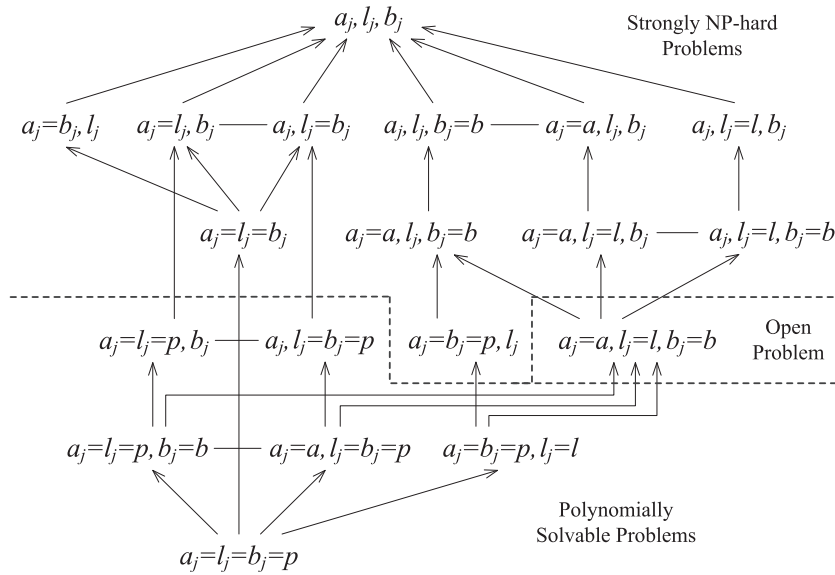 a_j, l_j, b_j
Strongly NP-hard
Problems
a_j=b_j, l_j
a_j=l_j, b_j
a_j, l_j=b_j
a_j, l_j, b_j=b
a_j=a, l_j, b_j
a_j, l_j=l, b_j
a_j=l_j=b_j
a_j=a, l_j, b_j=b
a_j=a, l_j=l, b_j
a_j, l_j=l, b_j=b
a_j=l_j=p, b_j
a_j, l_j=b_j=p
a_j=b_j=p, l_j
a_j=a, l_j=l, b_j=b
Open
Problem
a_j=l_j=p, b_j=b
a_j=a, l_j=b_j=p
a_j=b_j=p, l_j=l
Polynomially
Solvable Problems
a_j=l_j=b_j=p